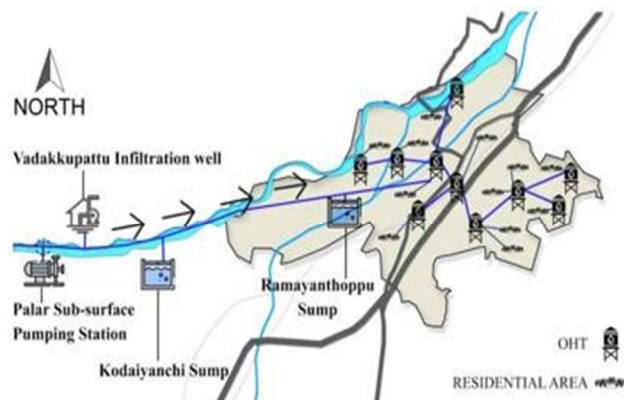 NORTH
Vadakkupattu Infiltration well
Palar Sub-surface
Pumping Station
Kodaiyanchi Sump
Ramayanthoppu
Sump
OHT
RESIDENTIAL AREA